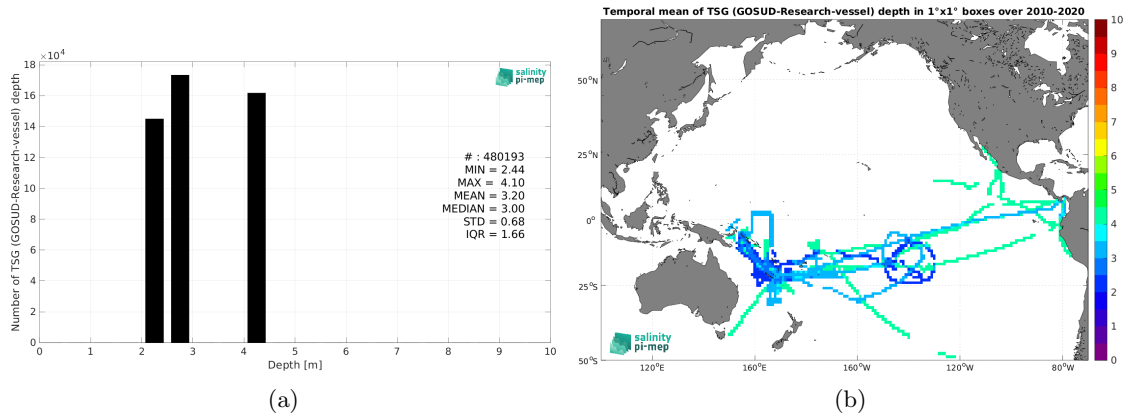 ×10⁴
18
16
14
12
10
8
6
4
2
0
Number of TSG (GOSUD-Research-vessel) depth
salinity
pi-mep
# : 480193
MIN = 2.44
MAX = 4.10
MEAN = 3.20
MEDIAN = 3.00
STD = 0.68
IQR = 1.66
0 1 2 3 4 5 6 7 8 9 10
Depth [m]
(a)
Temporal mean of TSG (GOSUD-Research-vessel) depth in 1°x1° boxes over 2010-2020
50°N
25°N
0°
25°S
50°S
salinity
pi-mep
120°E 160°E 160°W 120°W 80°W
10
9
8
7
6
5
4
3
2
1
0
(b)